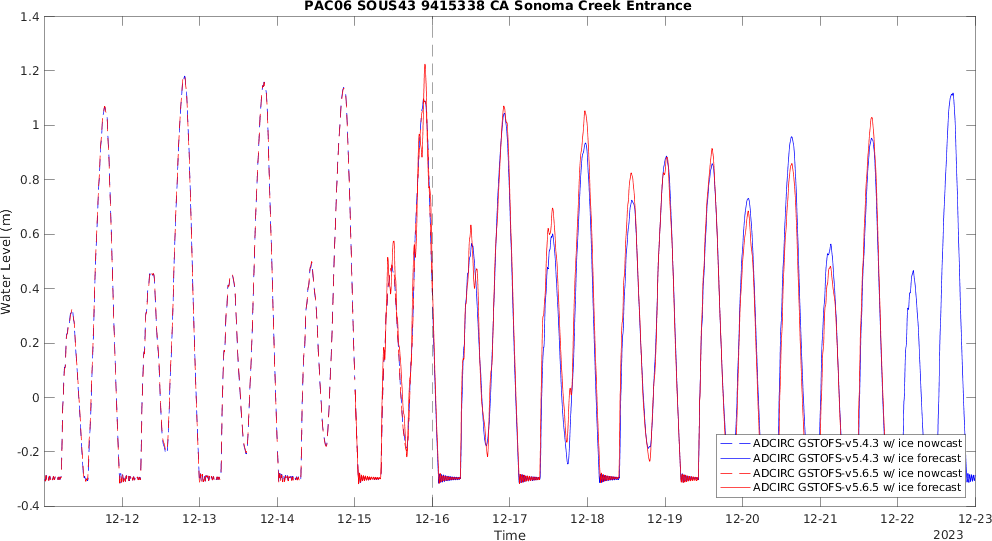 PAC06 SOUS43 9415338 CA Sonoma Creek Entrance
Water Level (m)
1.4
1.2
1
0.8
0.6
0.4
0.2
0
-0.2
-0.4
ADCIRC GSTOFS-v5.4.3 w/ ice nowcast
ADCIRC GSTOFS-v5.4.3 w/ ice forecast
ADCIRC GSTOFS-v5.6.5 w/ ice nowcast
ADCIRC GSTOFS-v5.6.5 w/ ice forecast
12-12 12-13 12-14 12-15 12-16 12-17 12-18 12-19 12-20 12-21 12-22 12-23
Time
2023